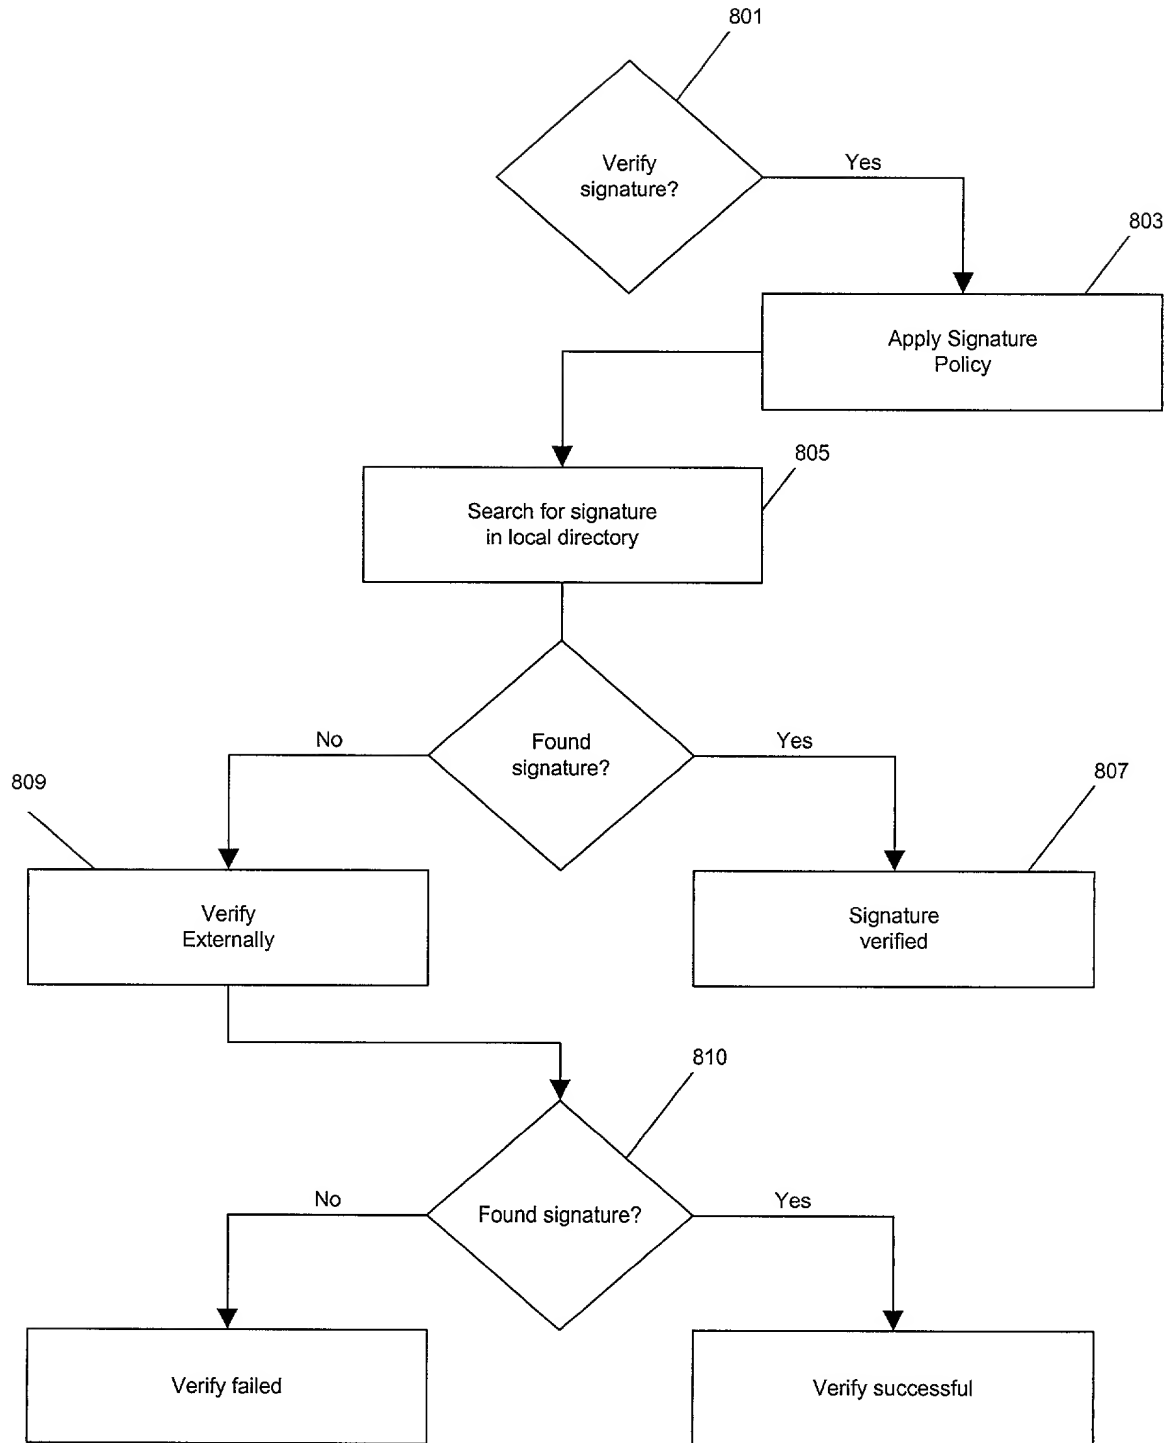 801
Verify
signature?
Yes
803
Apply Signature
Policy
805
Search for signature
in local directory
No
Found
signature?
Yes
809
807
Verify
Externally
Signature
verified
810
No
Found signature?
Yes
Verify failed
Verify successful